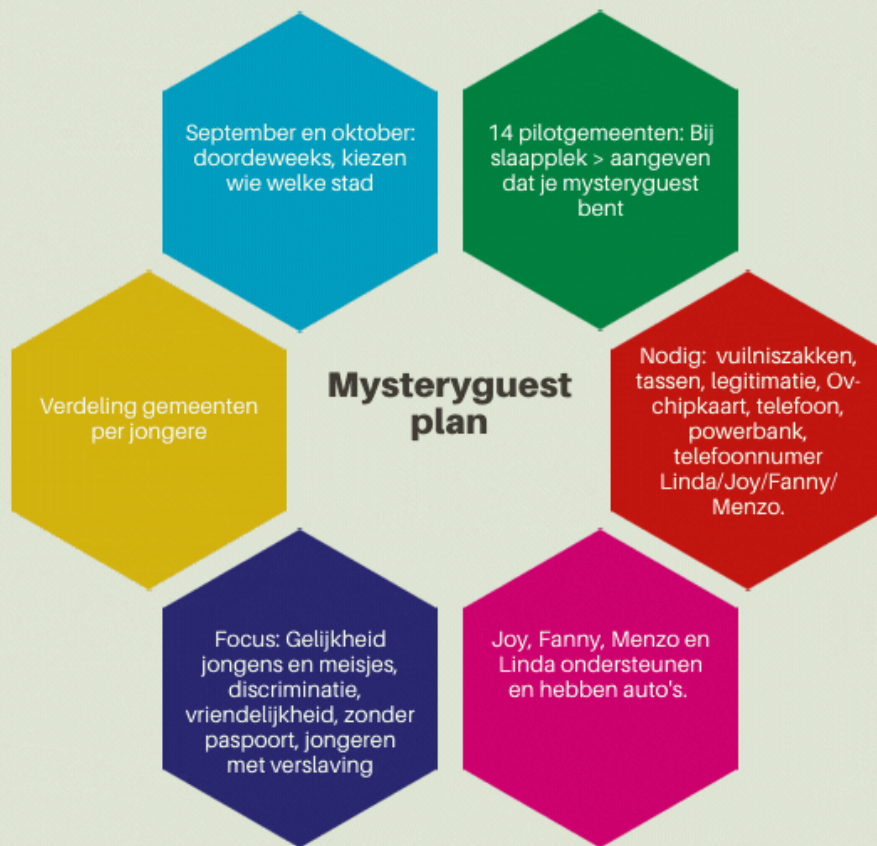 September en oktober:
doordeweeks, kiezen
wie welke stad
14 pilotgemeenten: Bij
slaapplek > aangeven
dat je mysteryguest
bent
Verdeling gemeenten
per jongere
Mysteryguest
plan
Nodig: vuilniszakken,
tassen, legitimatie, Ov-
chipkaart, telefoon,
powerbank,
telefoonnumer
Linda/Joy/Fanny/
Menzo.
Focus: Gelijkheid
jongens en meisjes,
discriminatie,
vriendelijkheid, zonder
paspoort, jongeren
met verslaving
Joy, Fanny, Menzo en
Linda ondersteunen
en hebben auto's.